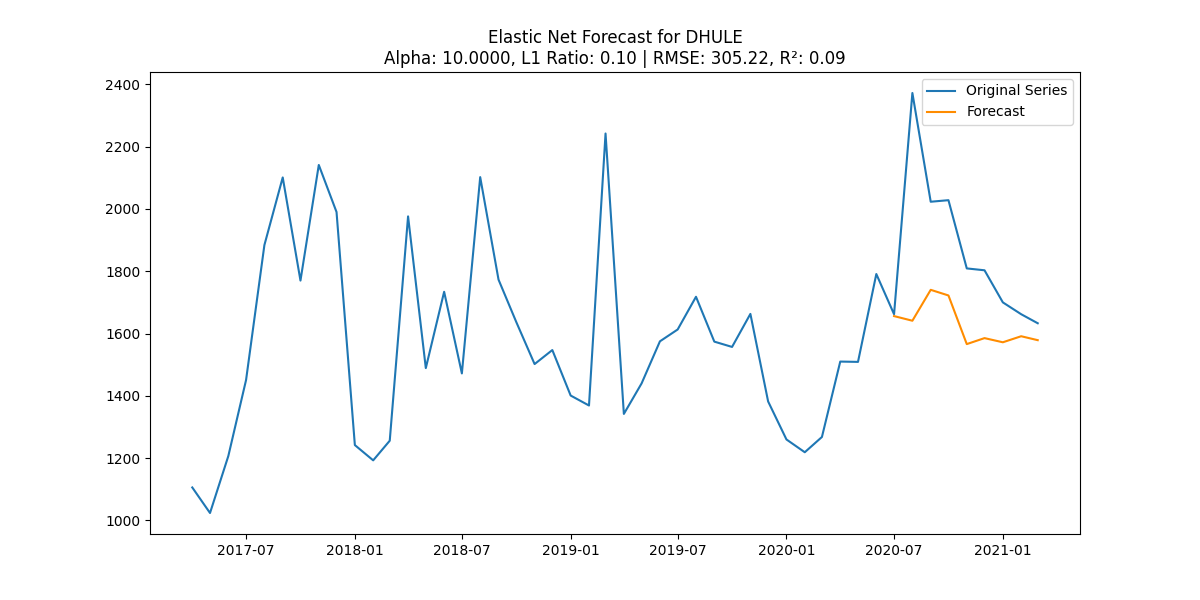 Elastic Net Forecast for DHULE
Alpha: 10.0000, L1 Ratio: 0.10 | RMSE: 305.22, R²: 0.09
Original Series
Forecast
2400
2200
2000
1800
1600
1400
1200
1000
2017-07 2018-01 2018-07 2019-01 2019-07 2020-01 2020-07 2021-01